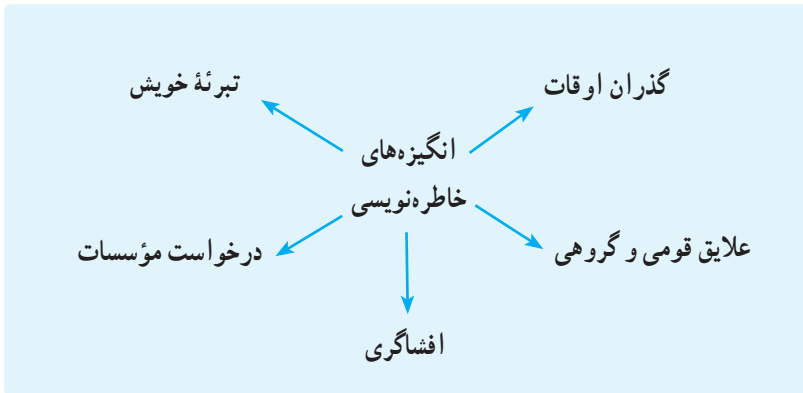 گذران اوقات
تبرئهٔ خویش
انگیزه‌های
خاطره‌نویسی
علایق قومی و گروهی
درخواست مؤسسات
افشاگری